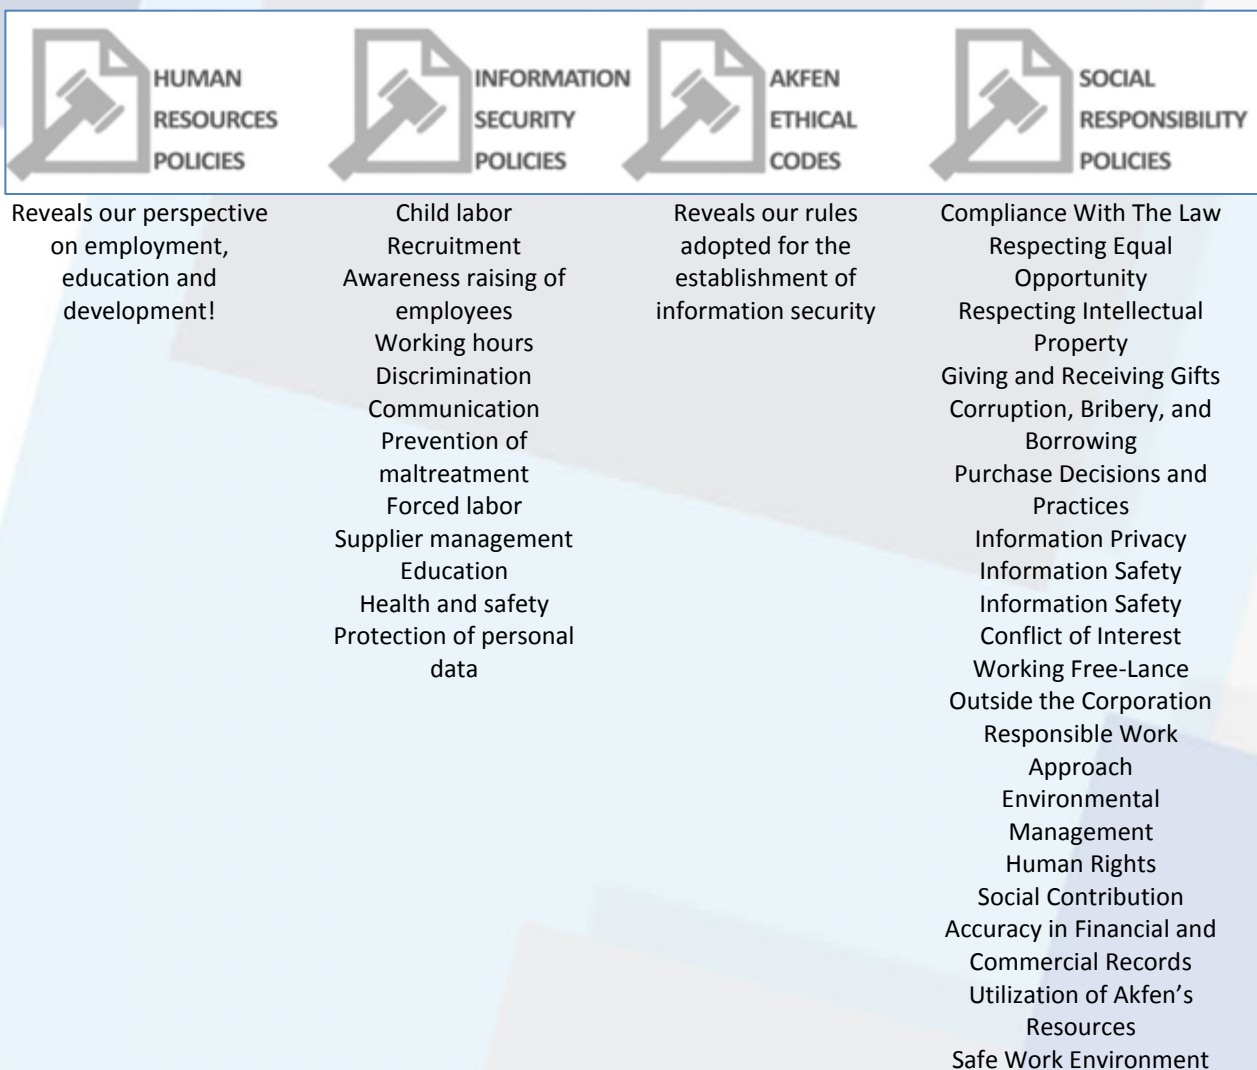 HUMAN
RESOURCES
POLICIES
INFORMATION
SECURITY
POLICIES
AKFEN
ETHICAL
CODES
SOCIAL
RESPONSIBILITY
POLICIES
Reveals our perspective
on employment,
education and
development!
Child labor
Recruitment
Awareness raising of
employees
Working hours
Discrimination
Communication
Prevention of
maltreatment
Forced labor
Supplier management
Education
Health and safety
Protection of personal
data
Reveals our rules
adopted for the
establishment of
information security
Compliance With The Law
Respecting Equal
Opportunity
Respecting Intellectual
Property
Giving and Receiving Gifts
Corruption, Bribery, and
Borrowing
Purchase Decisions and
Practices
Information Privacy
Information Safety
Information Safety
Conflict of Interest
Working Free-Lance
Outside the Corporation
Responsible Work
Approach
Environmental
Management
Human Rights
Social Contribution
Accuracy in Financial and
Commercial Records
Utilization of Akfen’s
Resources
Safe Work Environment